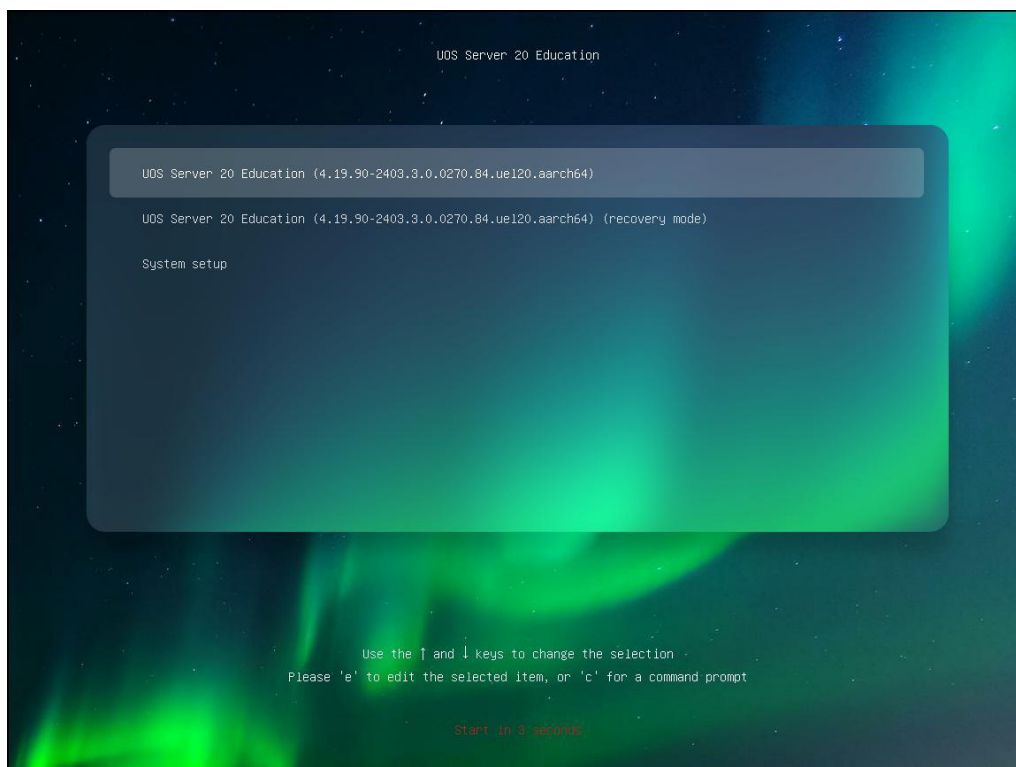 UOS Server 20 Education
UOS Server 20 Education (4.19.90-2403.3.0.0270.84.uel20.aarch64)
UOS Server 20 Education (4.19.90-2403.3.0.0270.84.uel20.aarch64) (recovery mode)
System setup
Use the ↑ and ↓ keys to change the selection
Please 'e' to edit the selected item, or 'c' for a command prompt
Start in 3 seconds